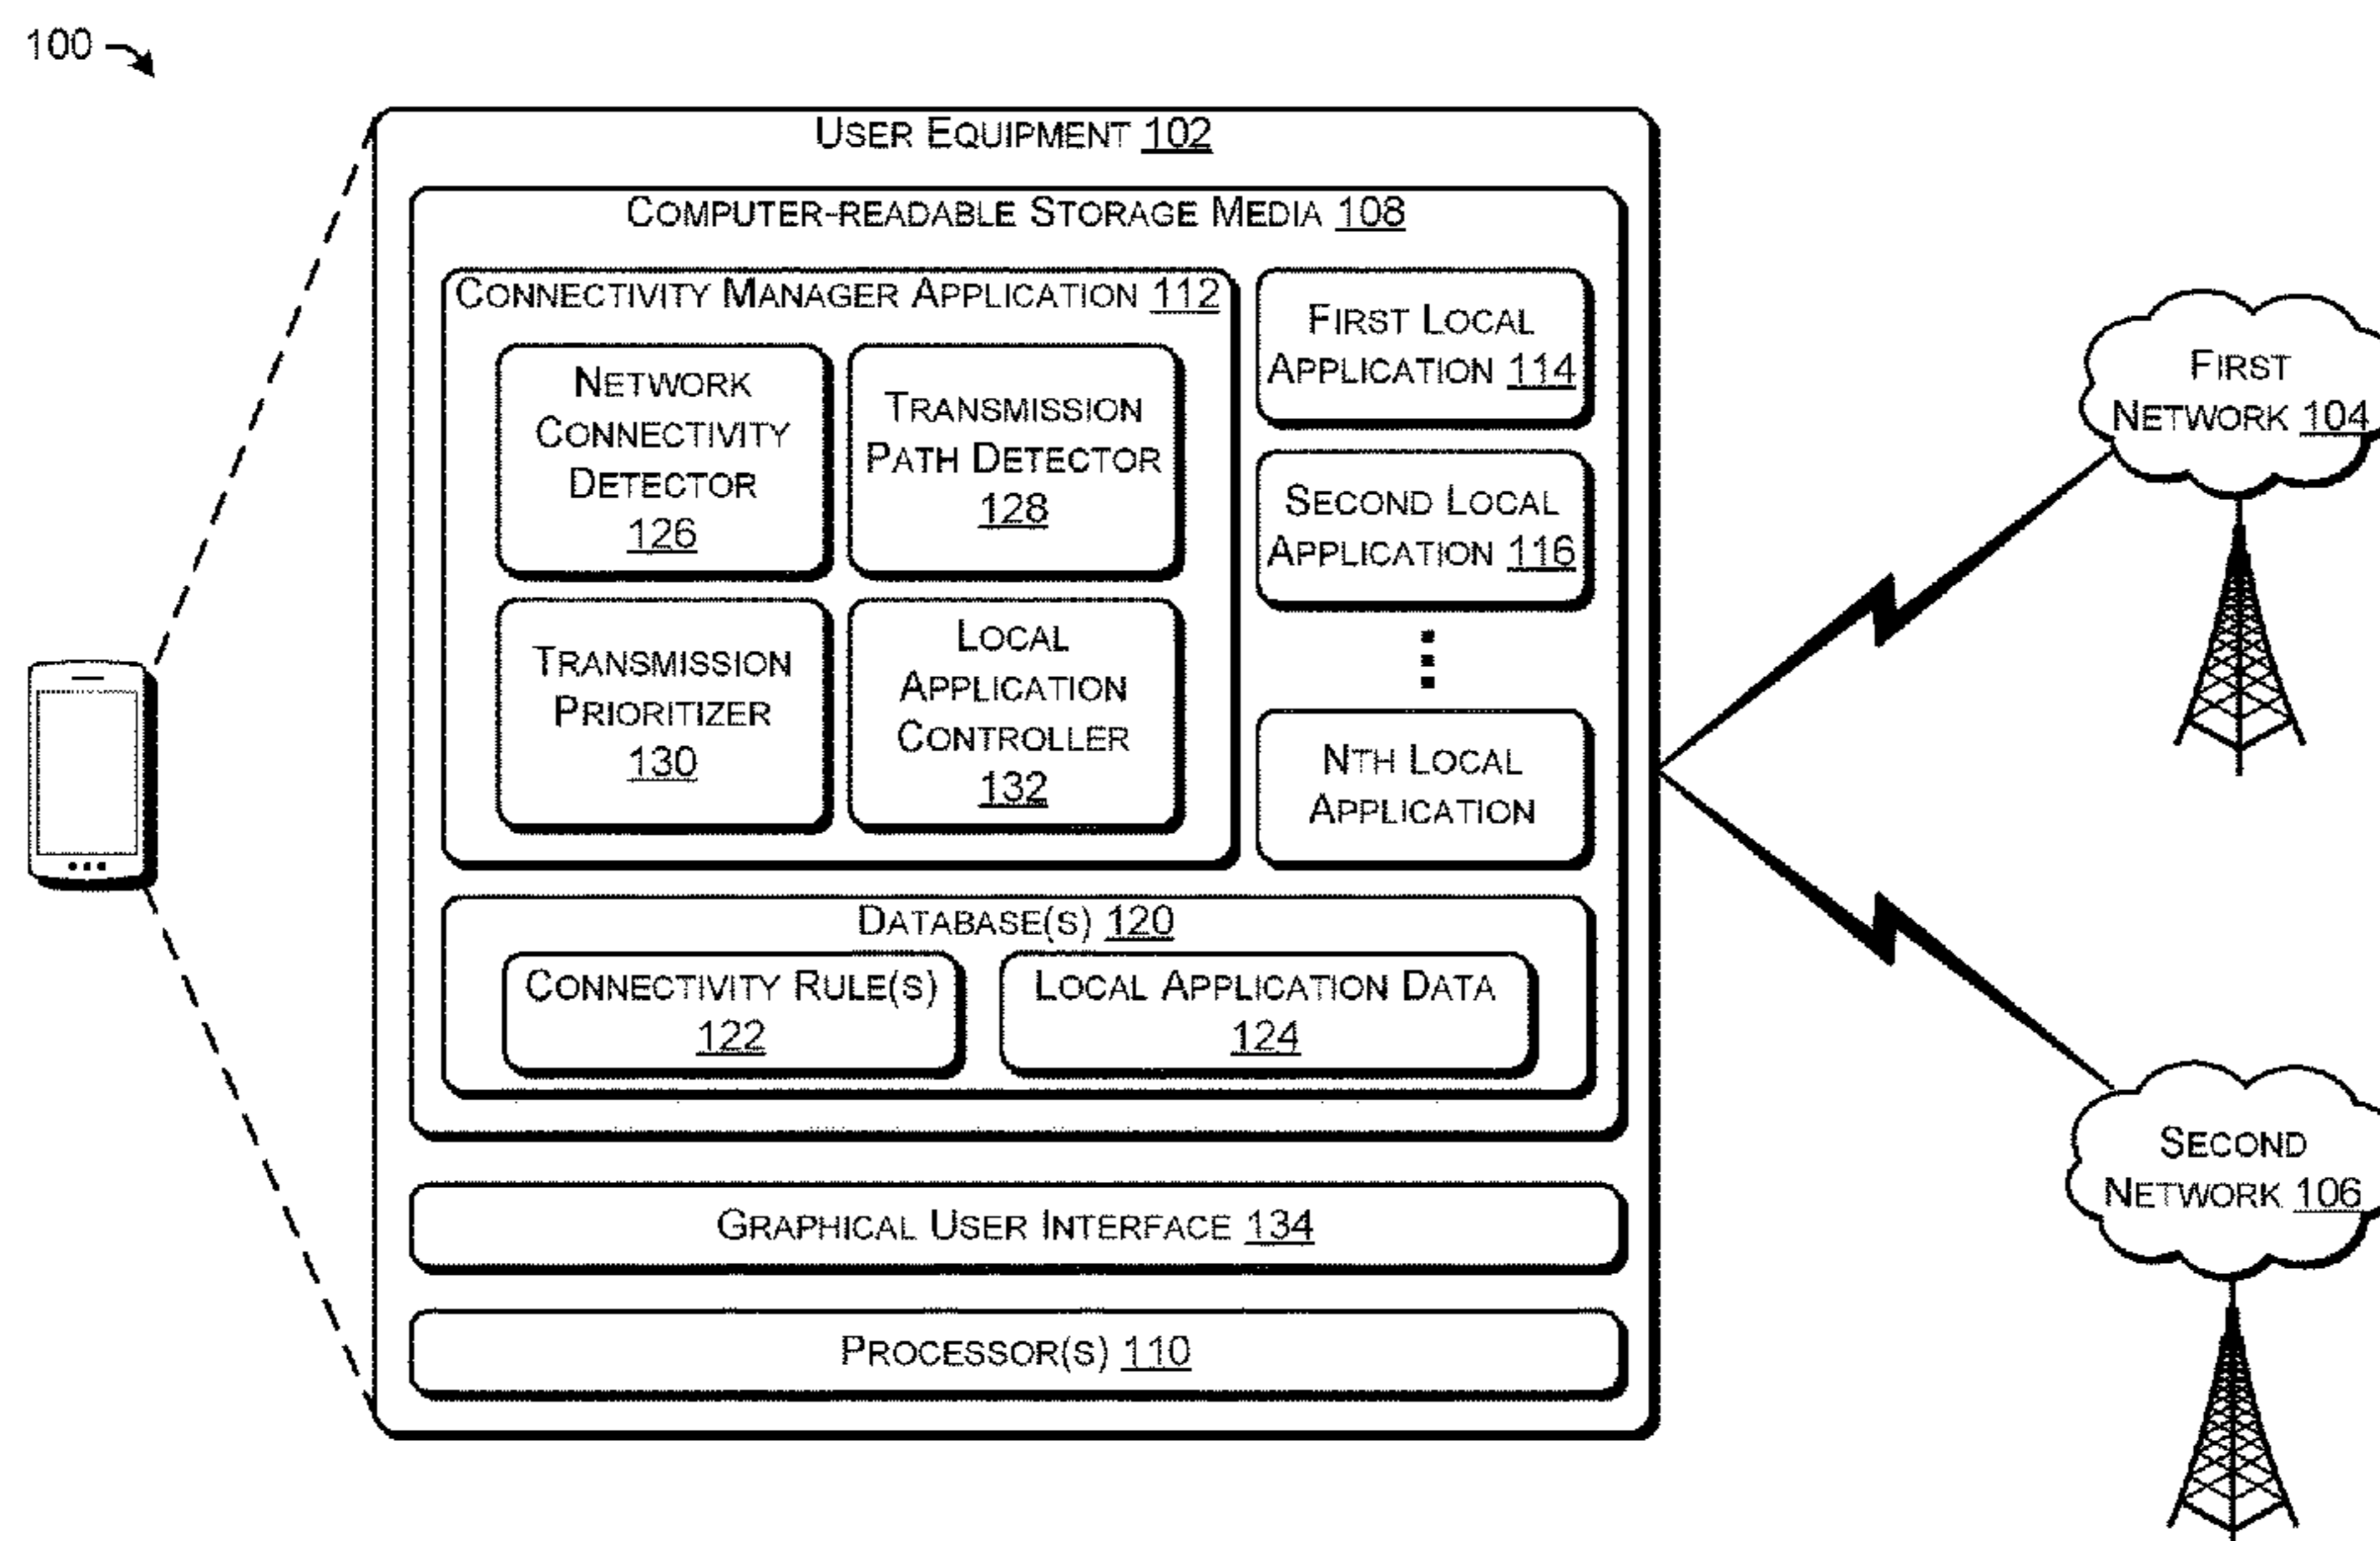 100
USER EQUIPMENT 102
COMPUTER-READABLE STORAGE MEDIA 108
CONNECTIVITY MANAGER APPLICATION 112
NETWORK
CONNECTIVITY
DETECTOR
126
TRANSMISSION
PATH DETECTOR
128
TRANSMISSION
PRIORITIZER
130
LOCAL
APPLICATION
CONTROLLER
132
FIRST LOCAL
APPLICATION 114
SECOND LOCAL
APPLICATION 116
NTH LOCAL
APPLICATION
DATABASE(S) 120
CONNECTIVITY RULE(S)
122
LOCAL APPLICATION DATA
124
GRAPHICAL USER INTERFACE 134
PROCESSOR(S) 110
FIRST
NETWORK 104
SECOND
NETWORK 106